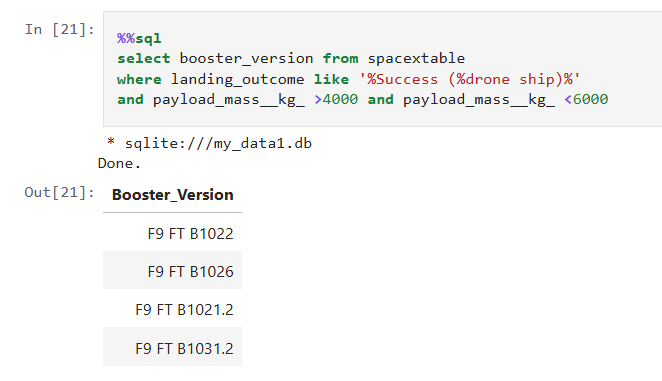 In [21]:
%%sql
select booster_version from spacextable
where landing_outcome like '%Success (%drone ship)%'
and payload_mass__kg_ >4000 and payload_mass__kg_ <6000
* sqlite:///my_data1.db
Done.
Out[21]:
Booster_Version
F9 FT B1022
F9 FT B1026
F9 FT B1021.2
F9 FT B1031.2